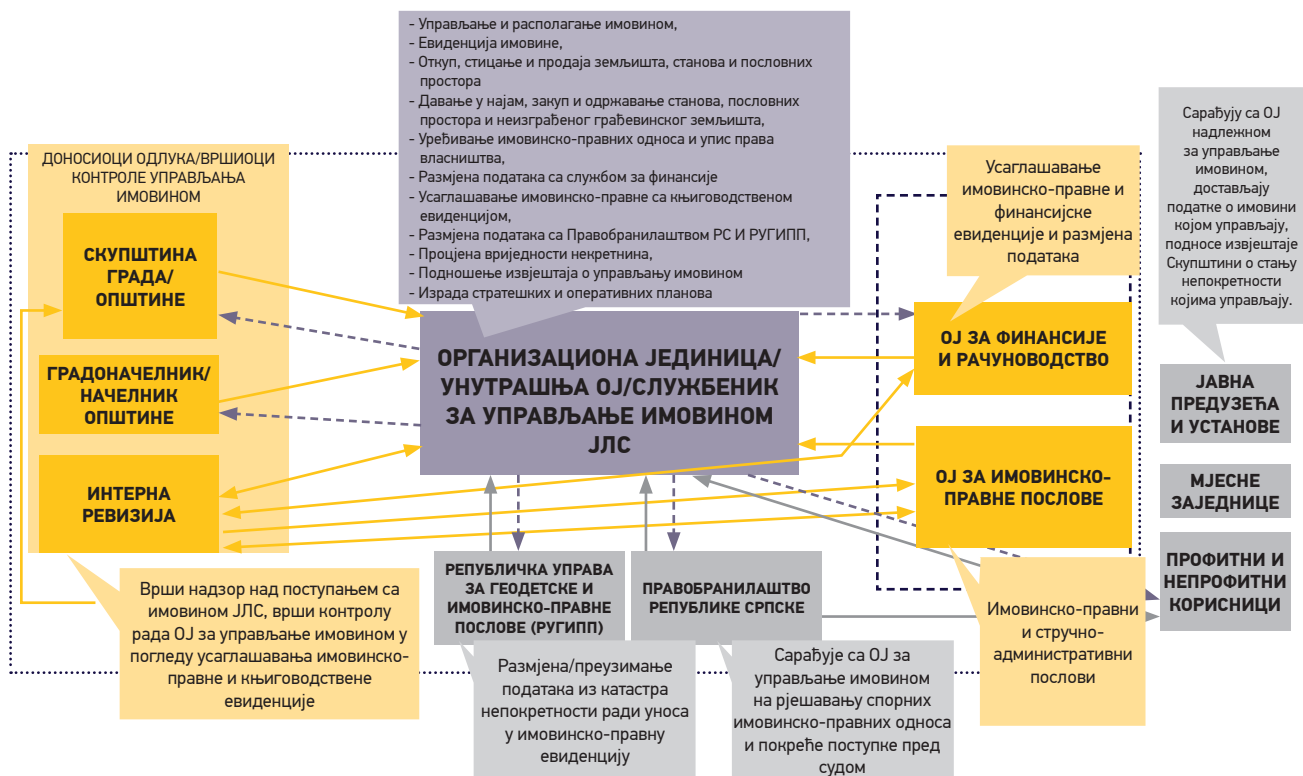 - Управљање и располагање имовином,
- Евиденција имовине,
- Откуп, стицање и продаја земљишта, станова и пословних
простора
- Давање у најам, закуп и одржавање станова, пословних
простора и неизграђеног грађевинског земљишта,
- Уређивање имовинско-правних односа и упис права
власништва,
- Размјена података са службом за финансије
- Усаглашавање имовинско-правне са књиговодственом
евиденцијом,
- Размјена података са Правобранилаштвом РС И РУГИПП,
- Процјена вриједности некретнина,
- Подношење извјештаја о управљању имовином
- Израда стратешких и оперативних планова
ДОНОСИОЦИ ОДЛУКА/ВРШИОЦИ
КОНТРОЛЕ УПРАВЉАЊА
ИМОВИНОМ
СКУПШТИНА
ГРАДА/
ОПШТИНЕ
ГРАДОНАЧЕЛНИК/
НАЧЕЛНИК
ОПШТИНЕ
ИНТЕРНА
РЕВИЗИЈА
Врши надзор над поступањем са
имовином ЈЛС, врши контролу
рада ОЈ за управљање имовином у
погледу усаглашавања имовинско-
правне и књиговодствене
евиденције
ОРГАНИЗАЦИОНА ЈЕДИНИЦА/
УНУТРАШЊА ОЈ/СЛУЖБЕНИК
ЗА УПРАВЉАЊЕ ИМОВИНОМ
ЈЛС
РЕПУБЛИЧКА УПРАВА
ЗА ГЕОДЕТСКЕ И
ИМОВИНСКО-ПРАВНЕ
ПОСЛОВЕ (РУГИПП)
Размјена/преузимање
података из катастра
непокретности ради уноса
у имовинско-правну
евиденцију
ПРАВОБРАНИЛАШТВО
РЕПУБЛИКЕ СРПСКЕ
Сарађује са ОЈ за
управљање имовином
на рјешавању спорних
имовинско-правних односа
и покреће поступке пред
судом
Усаглашавање
имовинско-правне и
финансијске
евиденције и размјена
података
ОЈ ЗА ФИНАНСИЈЕ
И РАЧУНОВОДСТВО
ОЈ ЗА ИМОВИНСКО-
ПРАВНЕ ПОСЛОВЕ
Имовинско-правни
и стручно-
административни
послови
Сарађују са ОЈ
надлежном
за управљање
имовином,
достављају
податке о имовини
којом управљају,
подносе извјештаје
Скупштини о стању
непокретности
којима управљају.
ЈАВНА
ПРЕДУЗЕЋА
И УСТАНОВЕ
МЈЕСНЕ
ЗАЈЕДНИЦЕ
ПРОФИТНИ И
НЕПРОФИТНИ
КОРИСНИЦИ